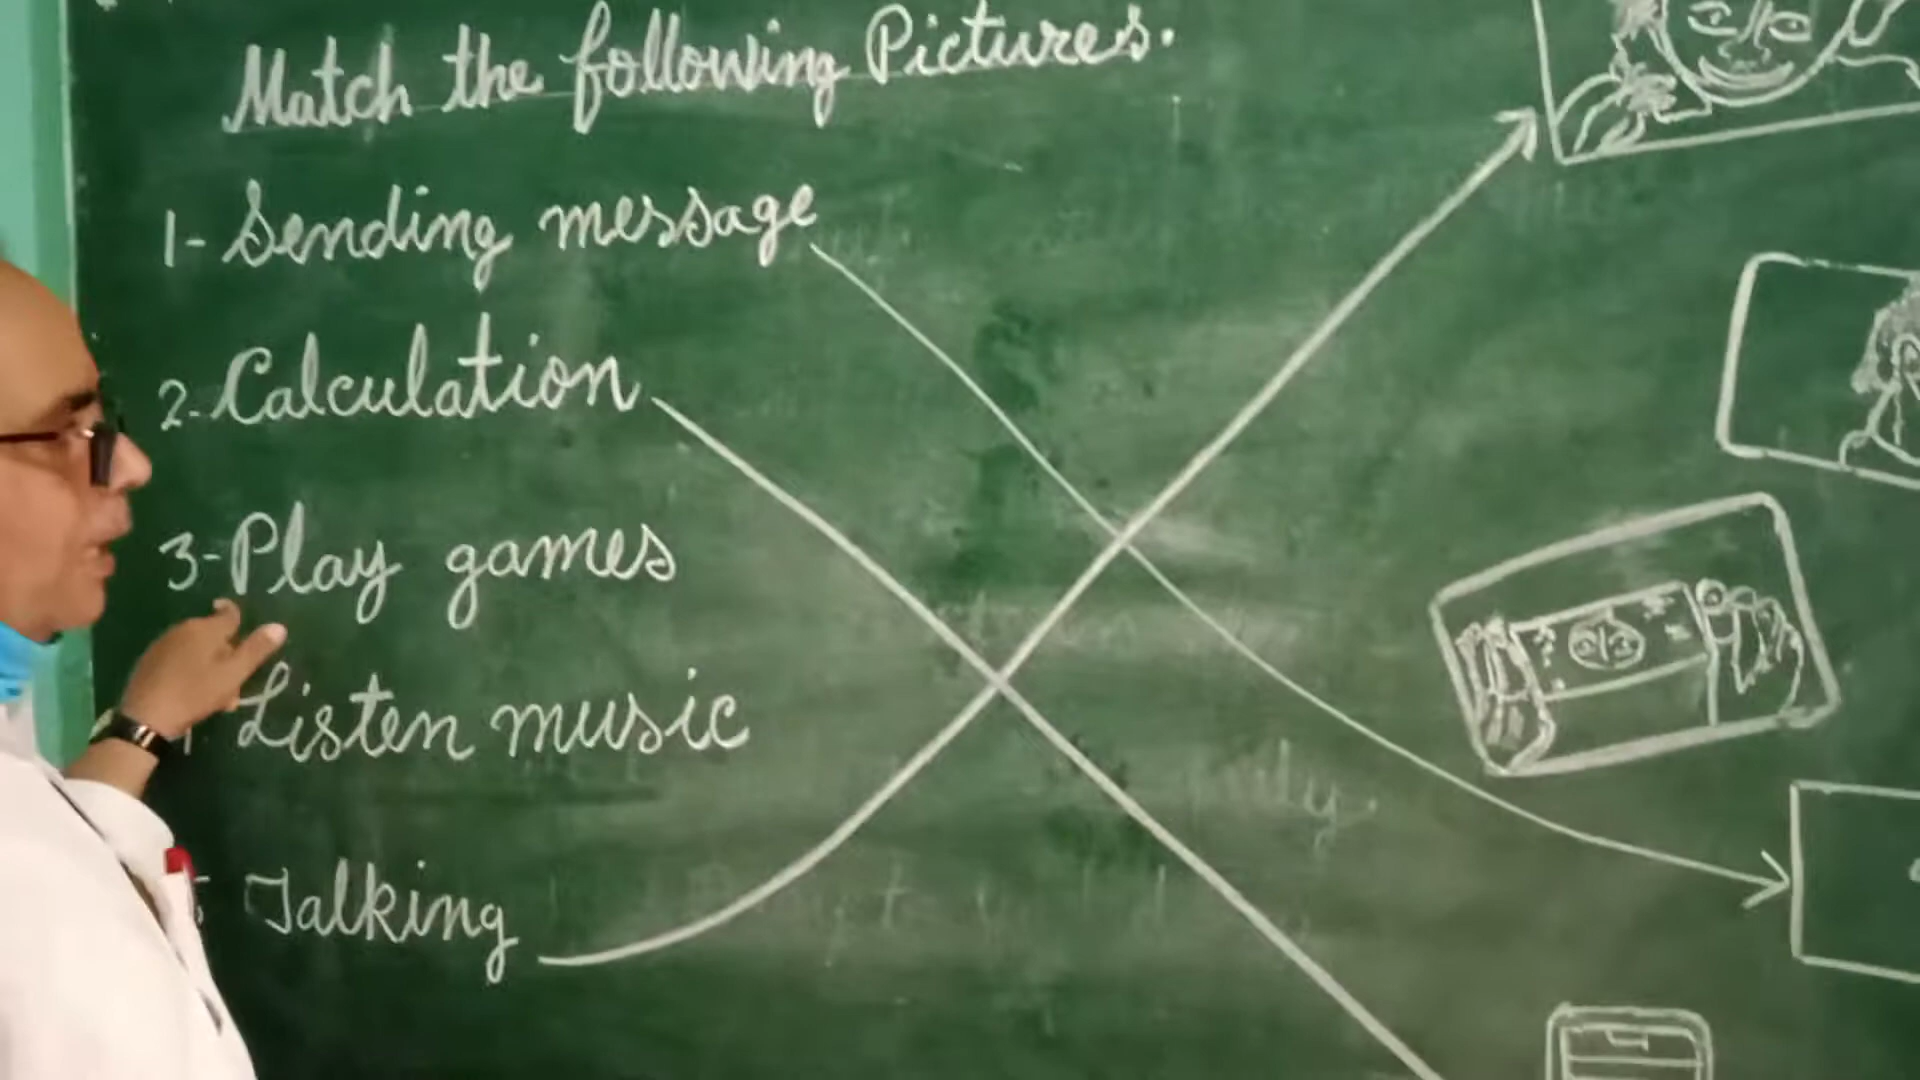 Match the following Pictures.
1- Sending message
2- Calculation
3- Play games
Listen music
Talking